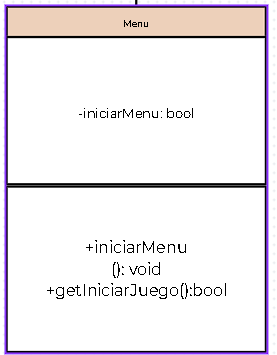 Menu
-iniciarMenu: bool
+iniciarMenu
(): void
+getIniciarJuego():bool